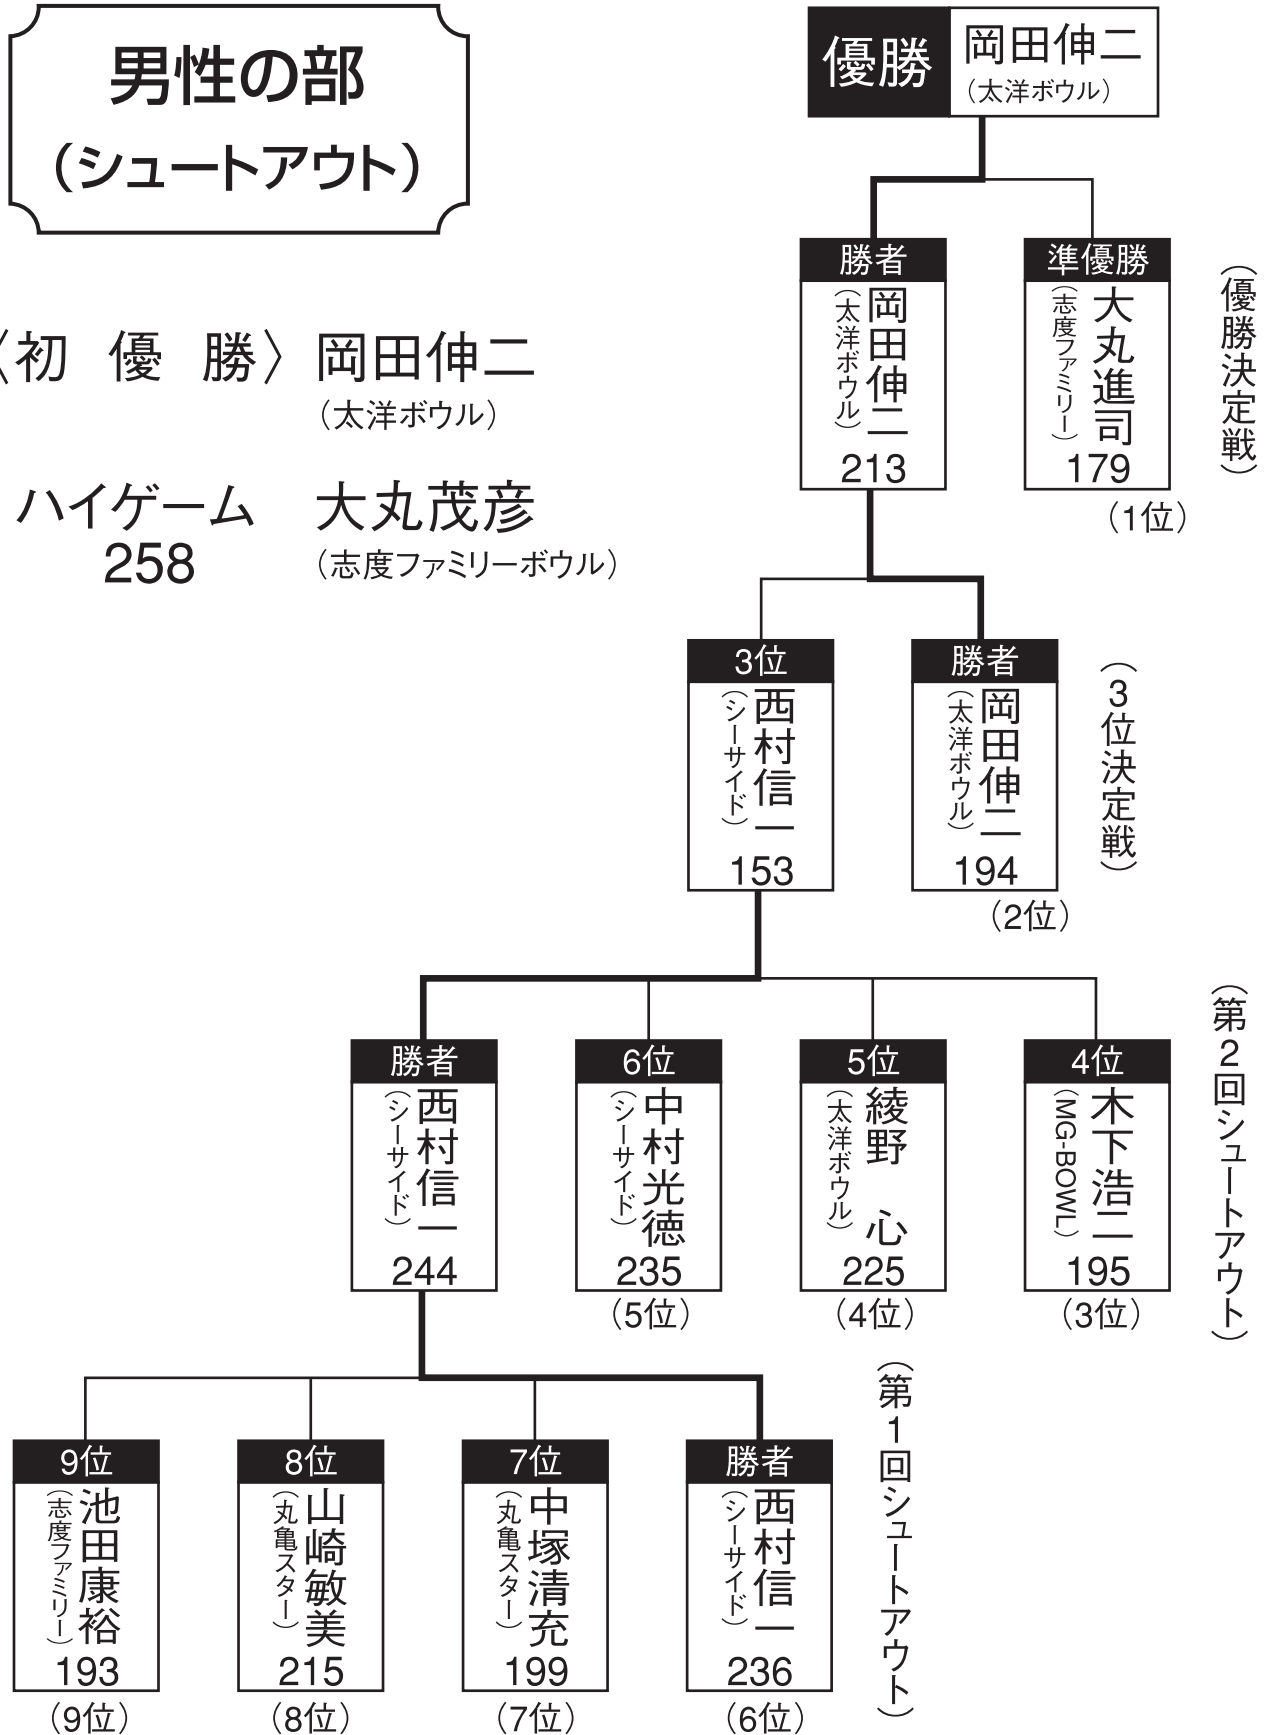 男性の部
（シュートアウト）
優勝
岡田伸二
（太洋ボウル）
〈初　優　勝〉 岡田伸二
（太洋ボウル）
ハイゲーム　大丸茂彦
258　（志度ファミリーボウル）
（優勝決定戦）
勝者
岡田伸二
（太洋ボウル）
213
準優勝
大丸進司
（志度ファミリー）
179
（1位）
（3位決定戦）
3位
西村信一
（シーサイド）
153
勝者
岡田伸二
（太洋ボウル）
194
（2位）
（第2回シュートアウト）
勝者
西村信一
（シーサイド）
244
6位
中村光徳
（シーサイド）
235
（5位）
5位
綾野　心
（太洋ボウル）
225
（4位）
4位
木下浩二
（MG-BOWL）
195
（3位）
（第1回シュートアウト）
9位
池田康裕
（志度ファミリー）
193
（9位）
8位
山崎敏美
（丸亀スター）
215
（8位）
7位
中塚清充
（丸亀スター）
199
（7位）
勝者
西村信一
（シーサイド）
236
（6位）